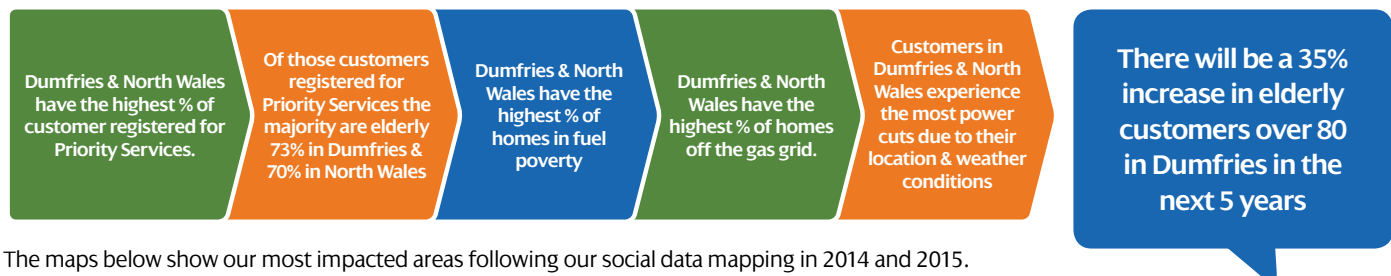 Dumfries & North Wales
have the highest % of
customer registered for
Priority Services.
Of those customers
registered for
Priority Services the
majority are elderly
73% in Dumfries &
70% in North Wales
Dumfries & North
Wales have the
highest % of
homes in fuel
poverty
Dumfries & North
Wales have the
highest % of homes
off the gas grid.
Customers in
Dumfries & North
Wales experience
the most power
cuts due to their
location & weather
conditions
There will be a 35%
increase in elderly
customers over 80
in Dumfries in the
next 5 years
The maps below show our most impacted areas following our social data mapping in 2014 and 2015.